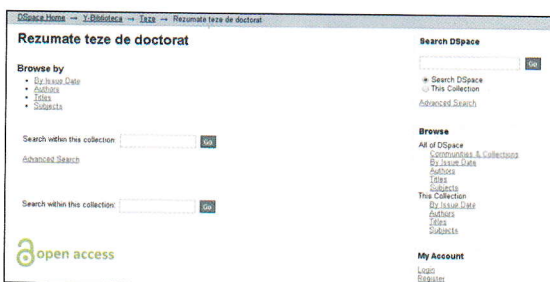 DSpace Home → Y-Biblioteca → Teze → Rezumate teze de doctorat
Rezumate teze de doctorat
Browse by
By Issue Date
Authors
Titles
Subjects
Search within this collection: Go
Advanced Search
Search within this collection: Go
open access
Search DSpace
Go
Search DSpace
This Collection
Advanced Search
Browse
All of DSpace
Communities & Collections
By Issue Date
Authors
Titles
Subjects
This Collection
By Issue Date
Authors
Titles
Subjects
My Account
Login
Register